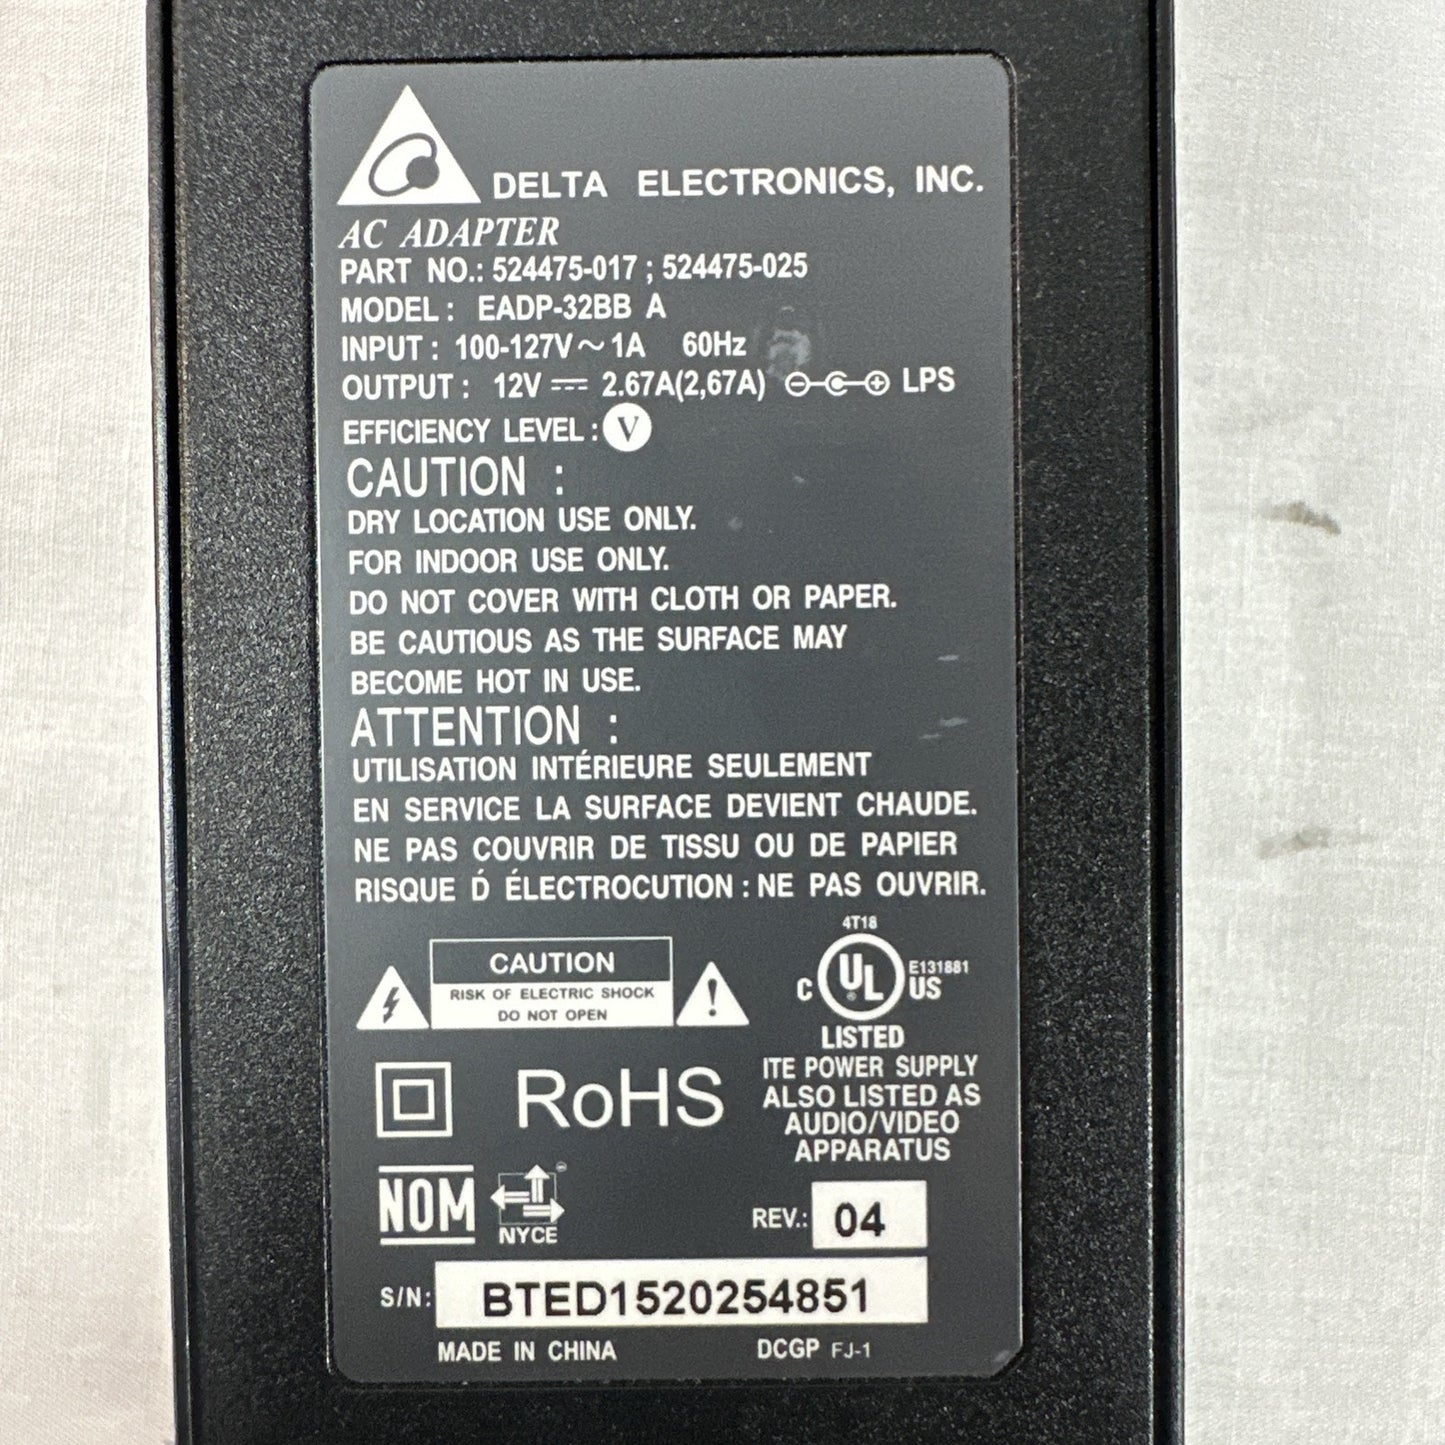 DELTA ELECTRONICS, INC.
AC ADAPTER
PART NO.: 524475-017 ; 524475-025
MODEL : EADP-32BB A
INPUT : 100-127V~1A 60Hz
OUTPUT : 12V ⎓ 2.67A(2,67A) LPS
EFFICIENCY LEVEL : V
CAUTION :
DRY LOCATION USE ONLY.
FOR INDOOR USE ONLY.
DO NOT COVER WITH CLOTH OR PAPER.
BE CAUTIOUS AS THE SURFACE MAY
BECOME HOT IN USE.
ATTENTION :
UTILISATION INTÉRIEURE SEULEMENT
EN SERVICE LA SURFACE DEVIENT CHAUDE.
NE PAS COUVRIR DE TISSU OU DE PAPIER
RISQUE D́ ÉLECTROCUTION : NE PAS OUVRIR.
CAUTION
RISK OF ELECTRIC SHOCK
DO NOT OPEN
4T18
C UL US E131881
®
LISTED
ITE POWER SUPPLY
ALSO LISTED AS
AUDIO/VIDEO
APPARATUS
RoHS
NOM
NYCE
REV.: 04
S/N: BTED1520254851
MADE IN CHINA DCGP FJ-1